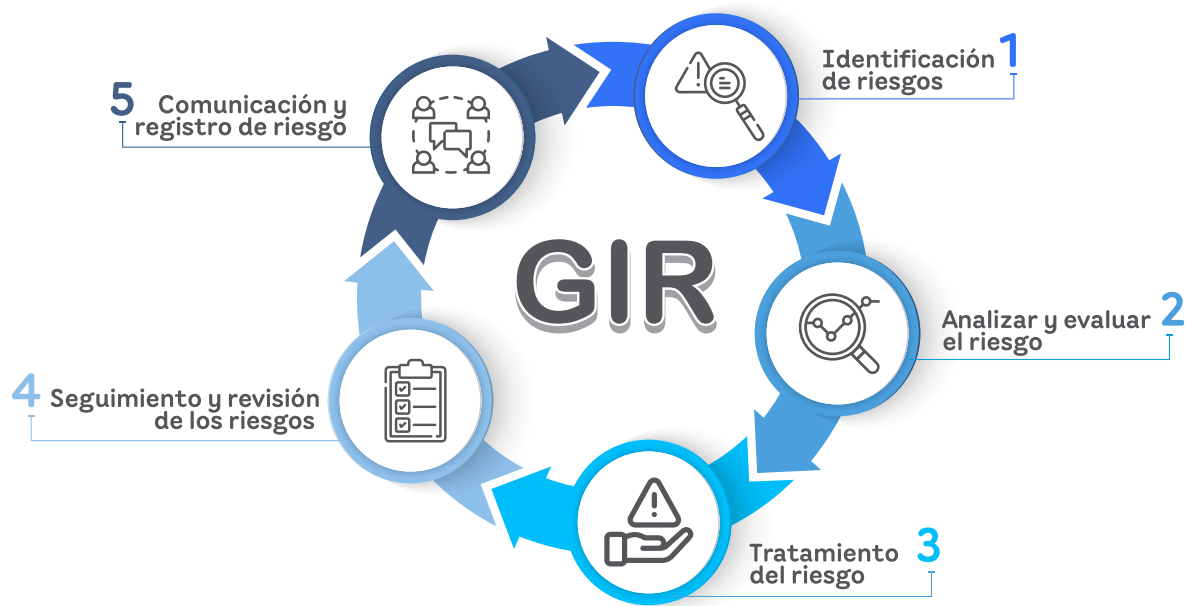 1
Identificación
de riesgos
2
Analizar y evaluar
el riesgo
3
Tratamiento
del riesgo
4
Seguimiento y revisión
de los riesgos
5
Comunicación y
registro de riesgo
GIR